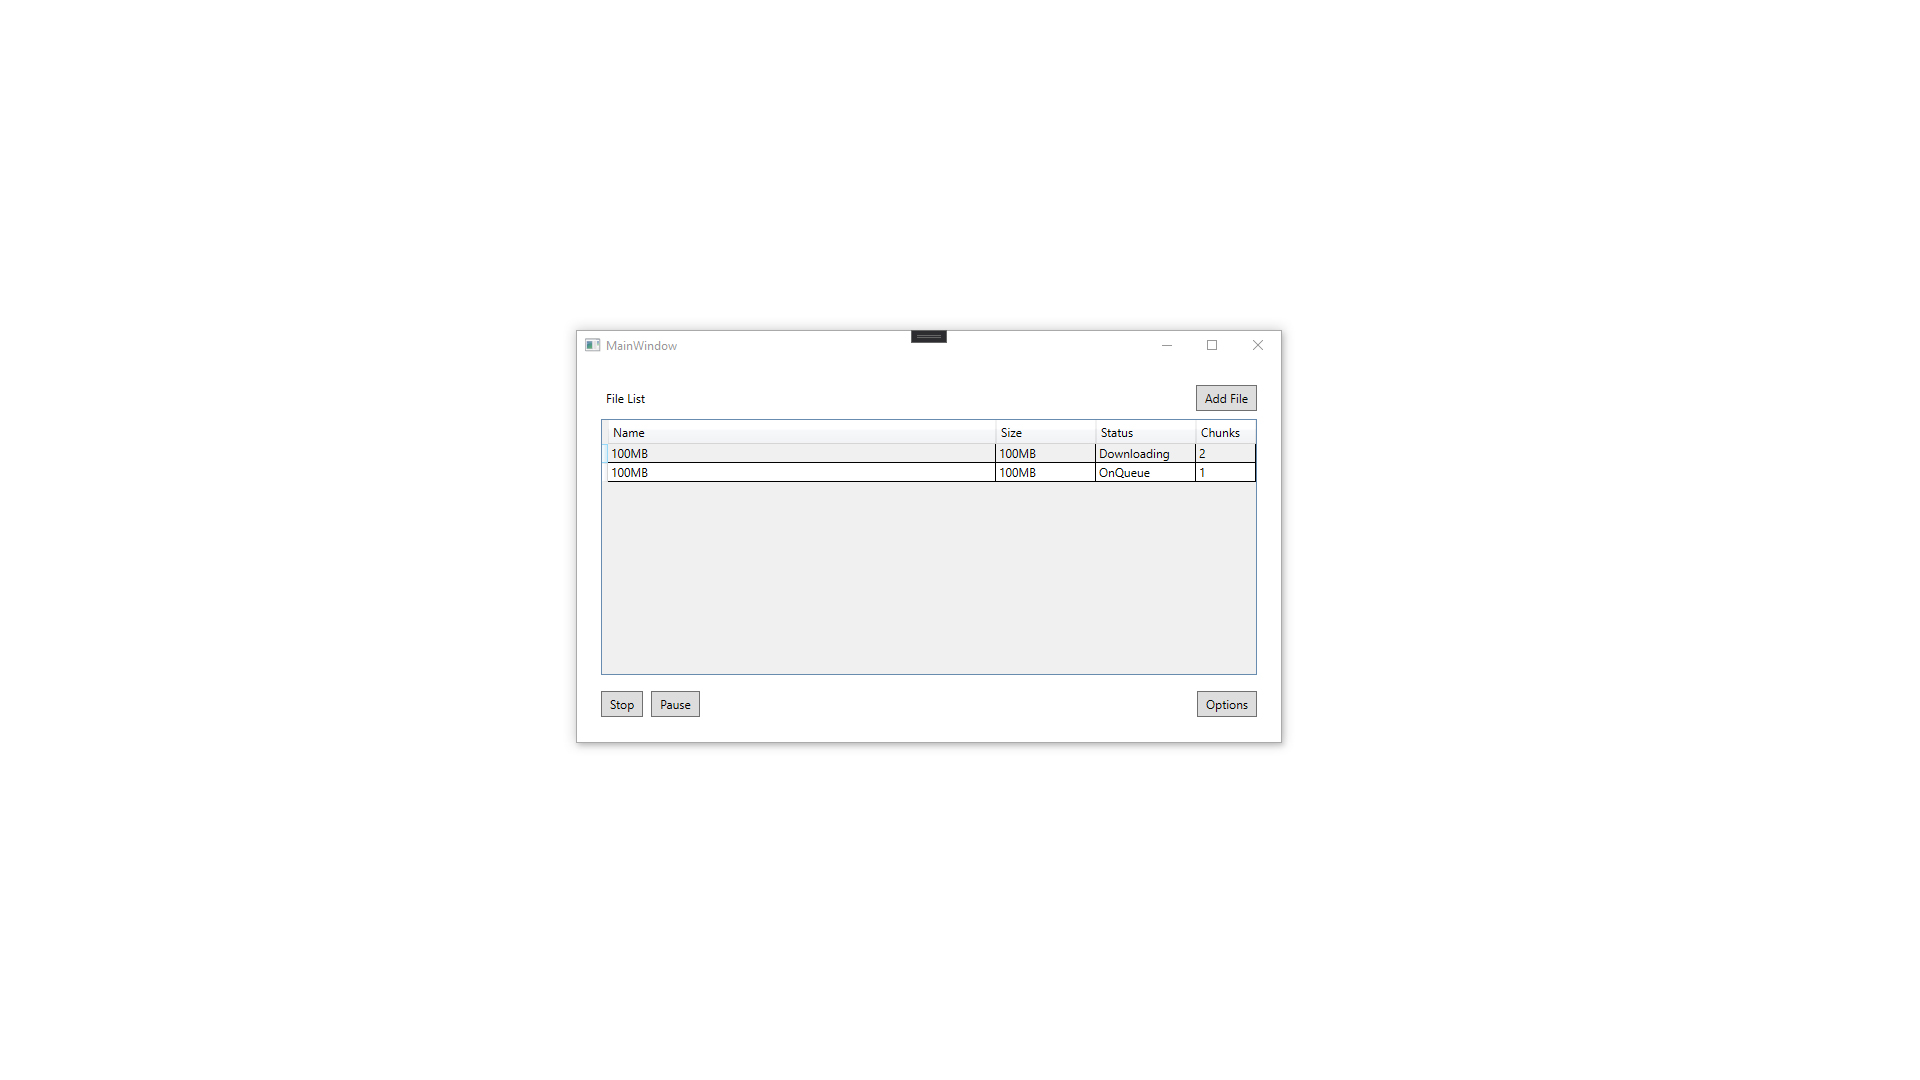 MainWindow
File List
Add File
Name Size Status Chunks
100MB 100MB Downloading 2
100MB 100MB OnQueue 1
Stop Pause Options